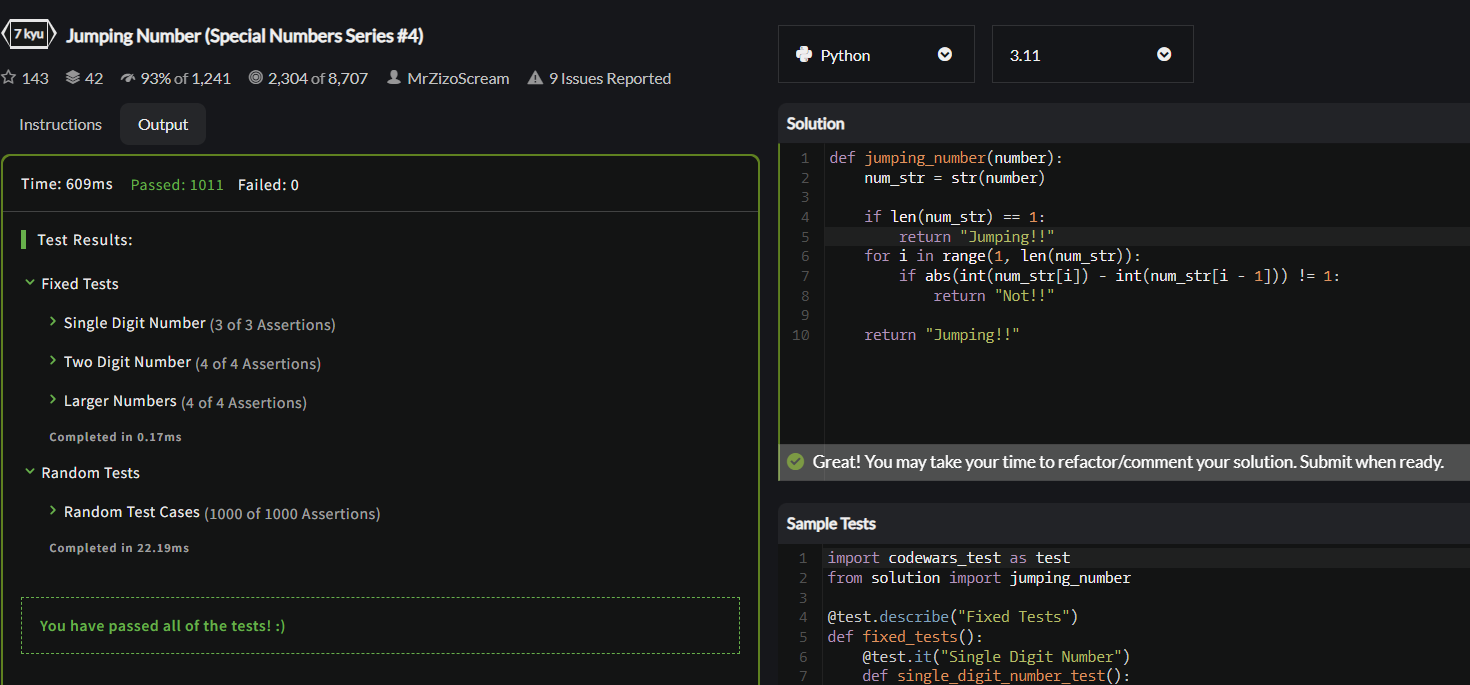 7 kyu Jumping Number (Special Numbers Series #4)
143 42 93% of 1,241 2,304 of 8,707 MrZizoScream 9 Issues Reported
Instructions Output
Time: 609ms Passed: 1011 Failed: 0
Test Results:
Fixed Tests
Single Digit Number (3 of 3 Assertions)
Two Digit Number (4 of 4 Assertions)
Larger Numbers (4 of 4 Assertions)
Completed in 0.17ms
Random Tests
Random Test Cases (1000 of 1000 Assertions)
Completed in 22.19ms
You have passed all of the tests! :)
Python 3.11
Solution
1 def jumping_number(number):
2     num_str = str(number)
3
4     if len(num_str) == 1:
5         return "Jumping!!"
6     for i in range(1, len(num_str)):
7         if abs(int(num_str[i]) - int(num_str[i - 1])) != 1:
8             return "Not!!"
9
10     return "Jumping!!"
Great! You may take your time to refactor/comment your solution. Submit when ready.
Sample Tests
1 import codewars_test as test
2 from solution import jumping_number
3
4 @test.describe("Fixed Tests")
5 def fixed_tests():
6     @test.it("Single Digit Number")
7     def single_digit_number_test():